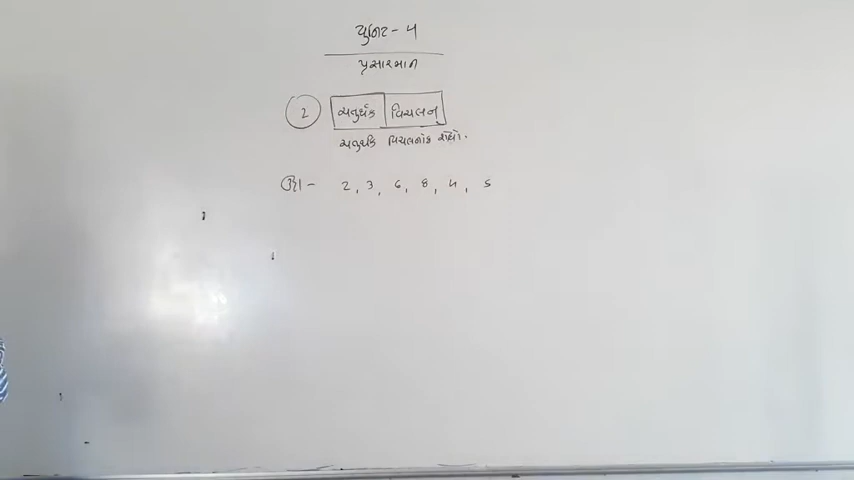 યુનિટ - ૫
પ્રસારમાન
2 ચતુર્થક વિચલન
ચતુર્થક વિચલનાંક શોધો.
ઉદા - 2, 3, 6, 8, 4, 5